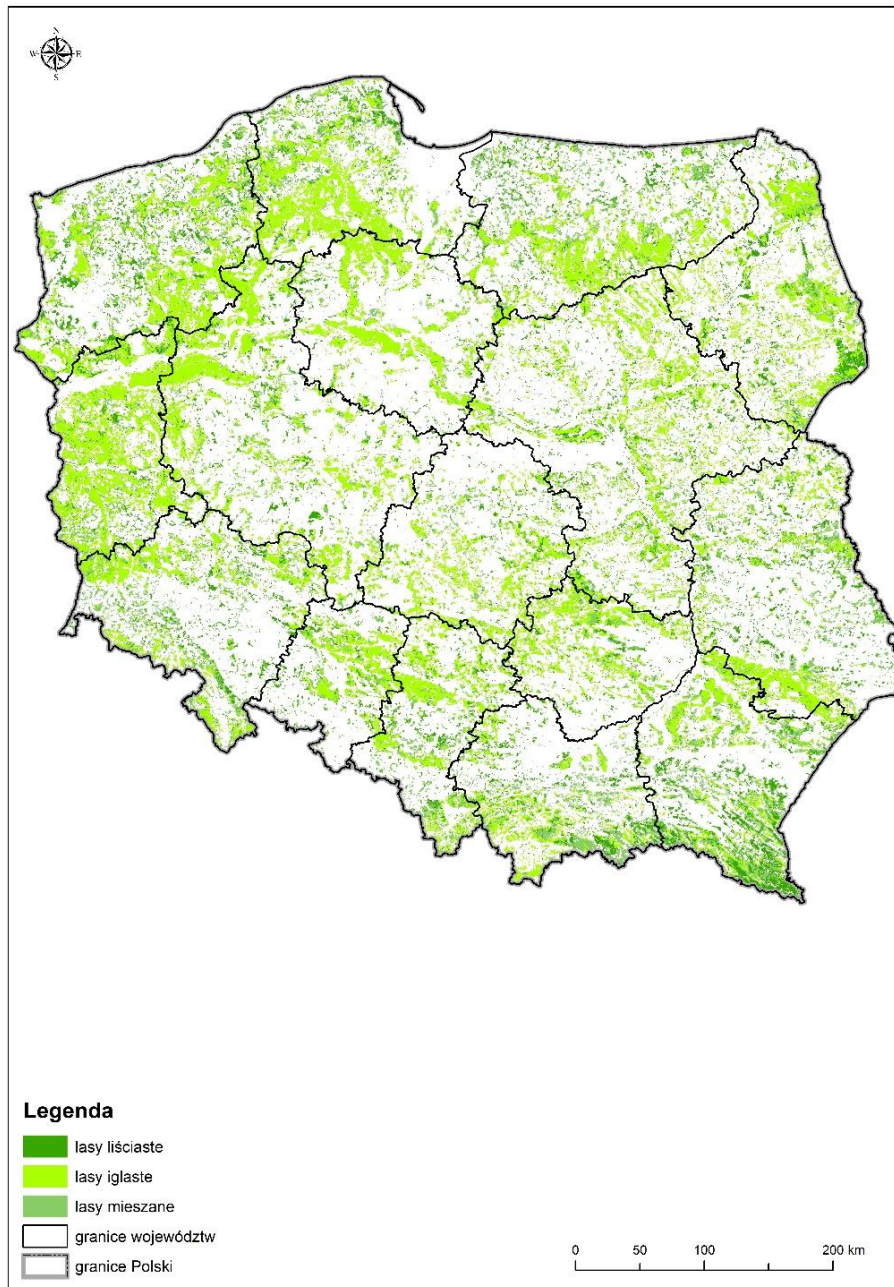 N
W E
S
Legenda
lasy liściaste
lasy iglaste
lasy mieszane
granice województw
granice Polski
0 50 100 200 km